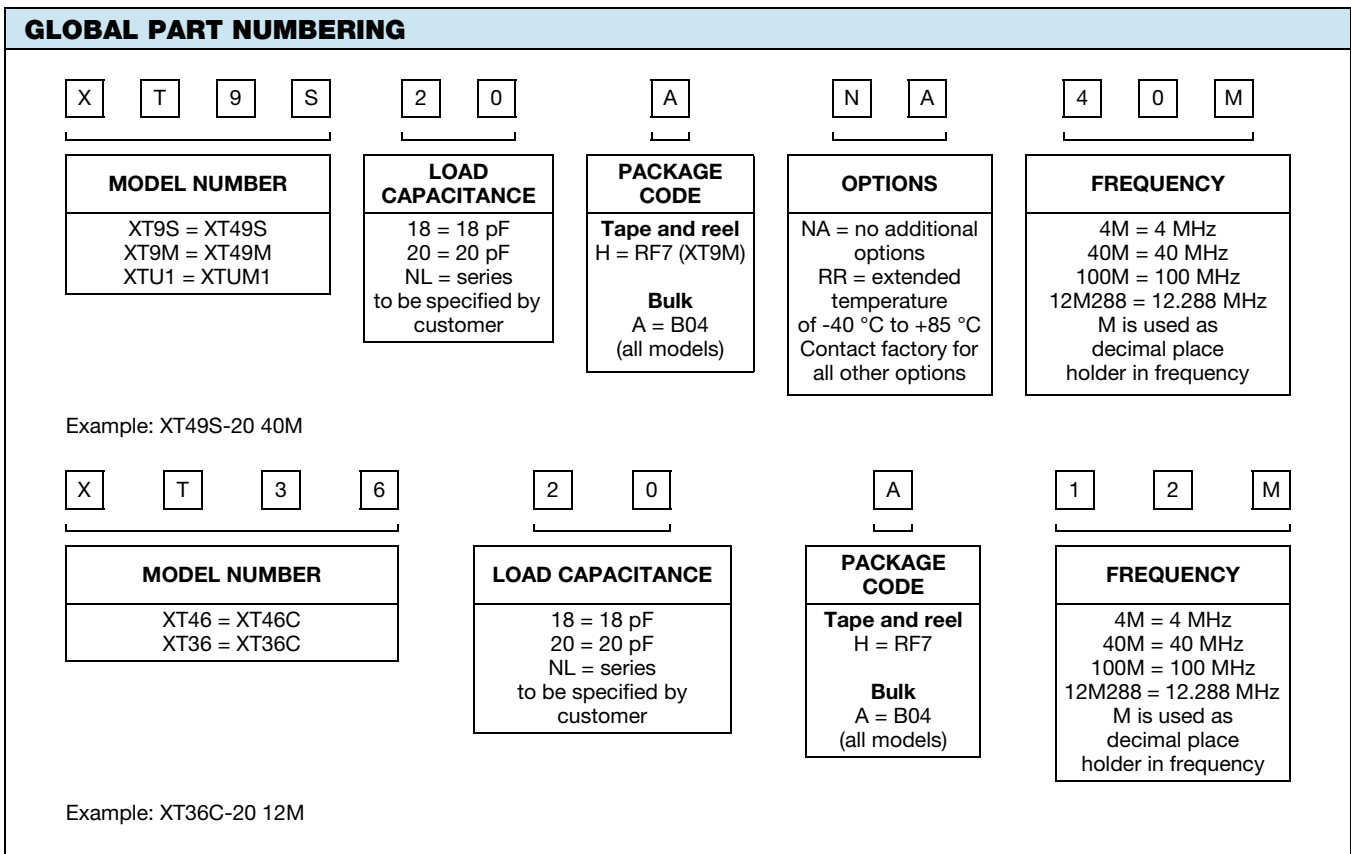 GLOBAL PART NUMBERING
X T 9 S 2 0 A N A 4 0 M
MODEL NUMBER
XT9S = XT49S
XT9M = XT49M
XTU1 = XTUM1
LOAD
CAPACITANCE
18 = 18 pF
20 = 20 pF
NL = series
to be specified by
customer
PACKAGE
CODE
Tape and reel
H = RF7 (XT9M)
Bulk
A = B04
(all models)
OPTIONS
NA = no additional
options
RR = extended
temperature
of -40 °C to +85 °C
Contact factory for
all other options
FREQUENCY
4M = 4 MHz
40M = 40 MHz
100M = 100 MHz
12M288 = 12.288 MHz
M is used as
decimal place
holder in frequency
Example: XT49S-20 40M
X T 3 6 2 0 A 1 2 M
MODEL NUMBER
XT46 = XT46C
XT36 = XT36C
LOAD CAPACITANCE
18 = 18 pF
20 = 20 pF
NL = series
to be specified by
customer
PACKAGE
CODE
Tape and reel
H = RF7
Bulk
A = B04
(all models)
FREQUENCY
4M = 4 MHz
40M = 40 MHz
100M = 100 MHz
12M288 = 12.288 MHz
M is used as
decimal place
holder in frequency
Example: XT36C-20 12M